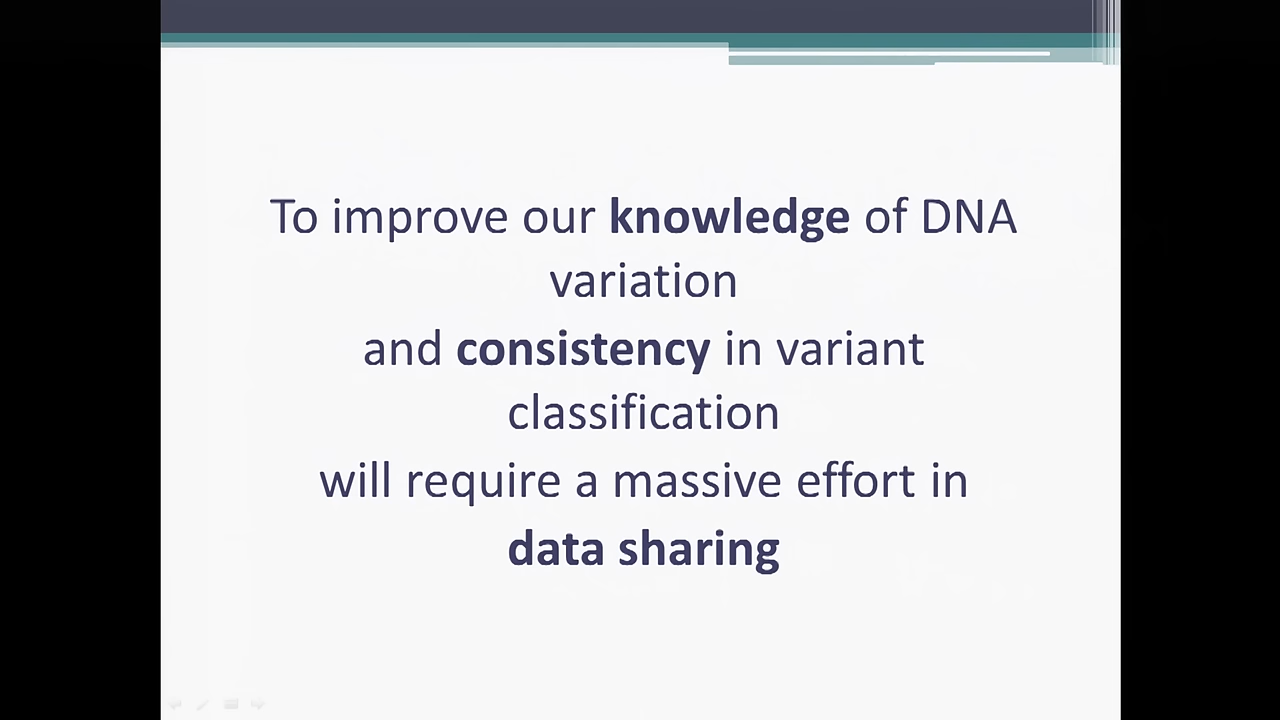 To improve our knowledge of DNA
variation
and consistency in variant
classification
will require a massive effort in
data sharing